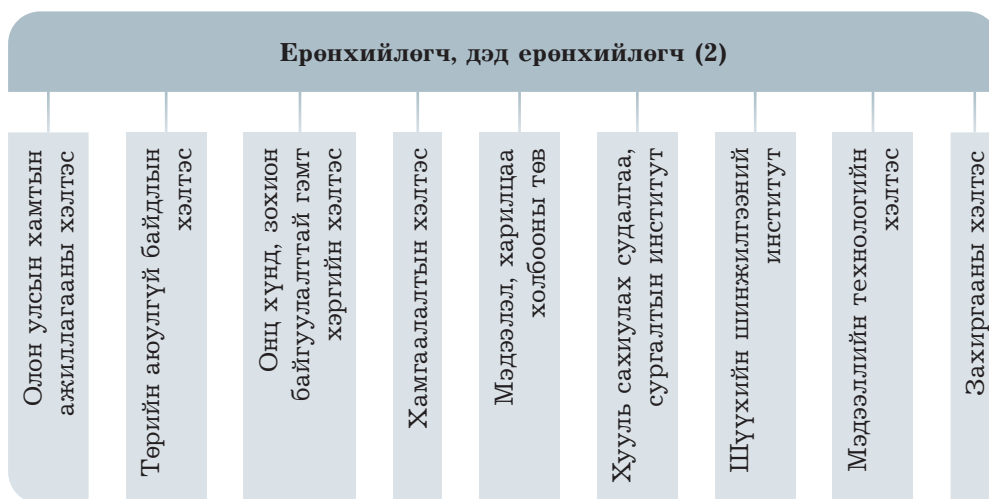 Ерөнхийлөгч, дэд ерөнхийлөгч (2)
Олон улсын хамтын
ажиллагааны хэлтэс
Төрийн аюулгүй байдлын
хэлтэс
Онц хүнд, зохион
байгуулалттай гэмт
хэргийн хэлтэс
Хамгаалалтын хэлтэс
Мэдээлэл, харилцаа
холбооны төв
Хууль сахиулах судалгаа,
сургалтын институт
Шүүхийн шинжилгээний
институт
Мэдээллийн технологийн
хэлтэс
Захиргааны хэлтэс